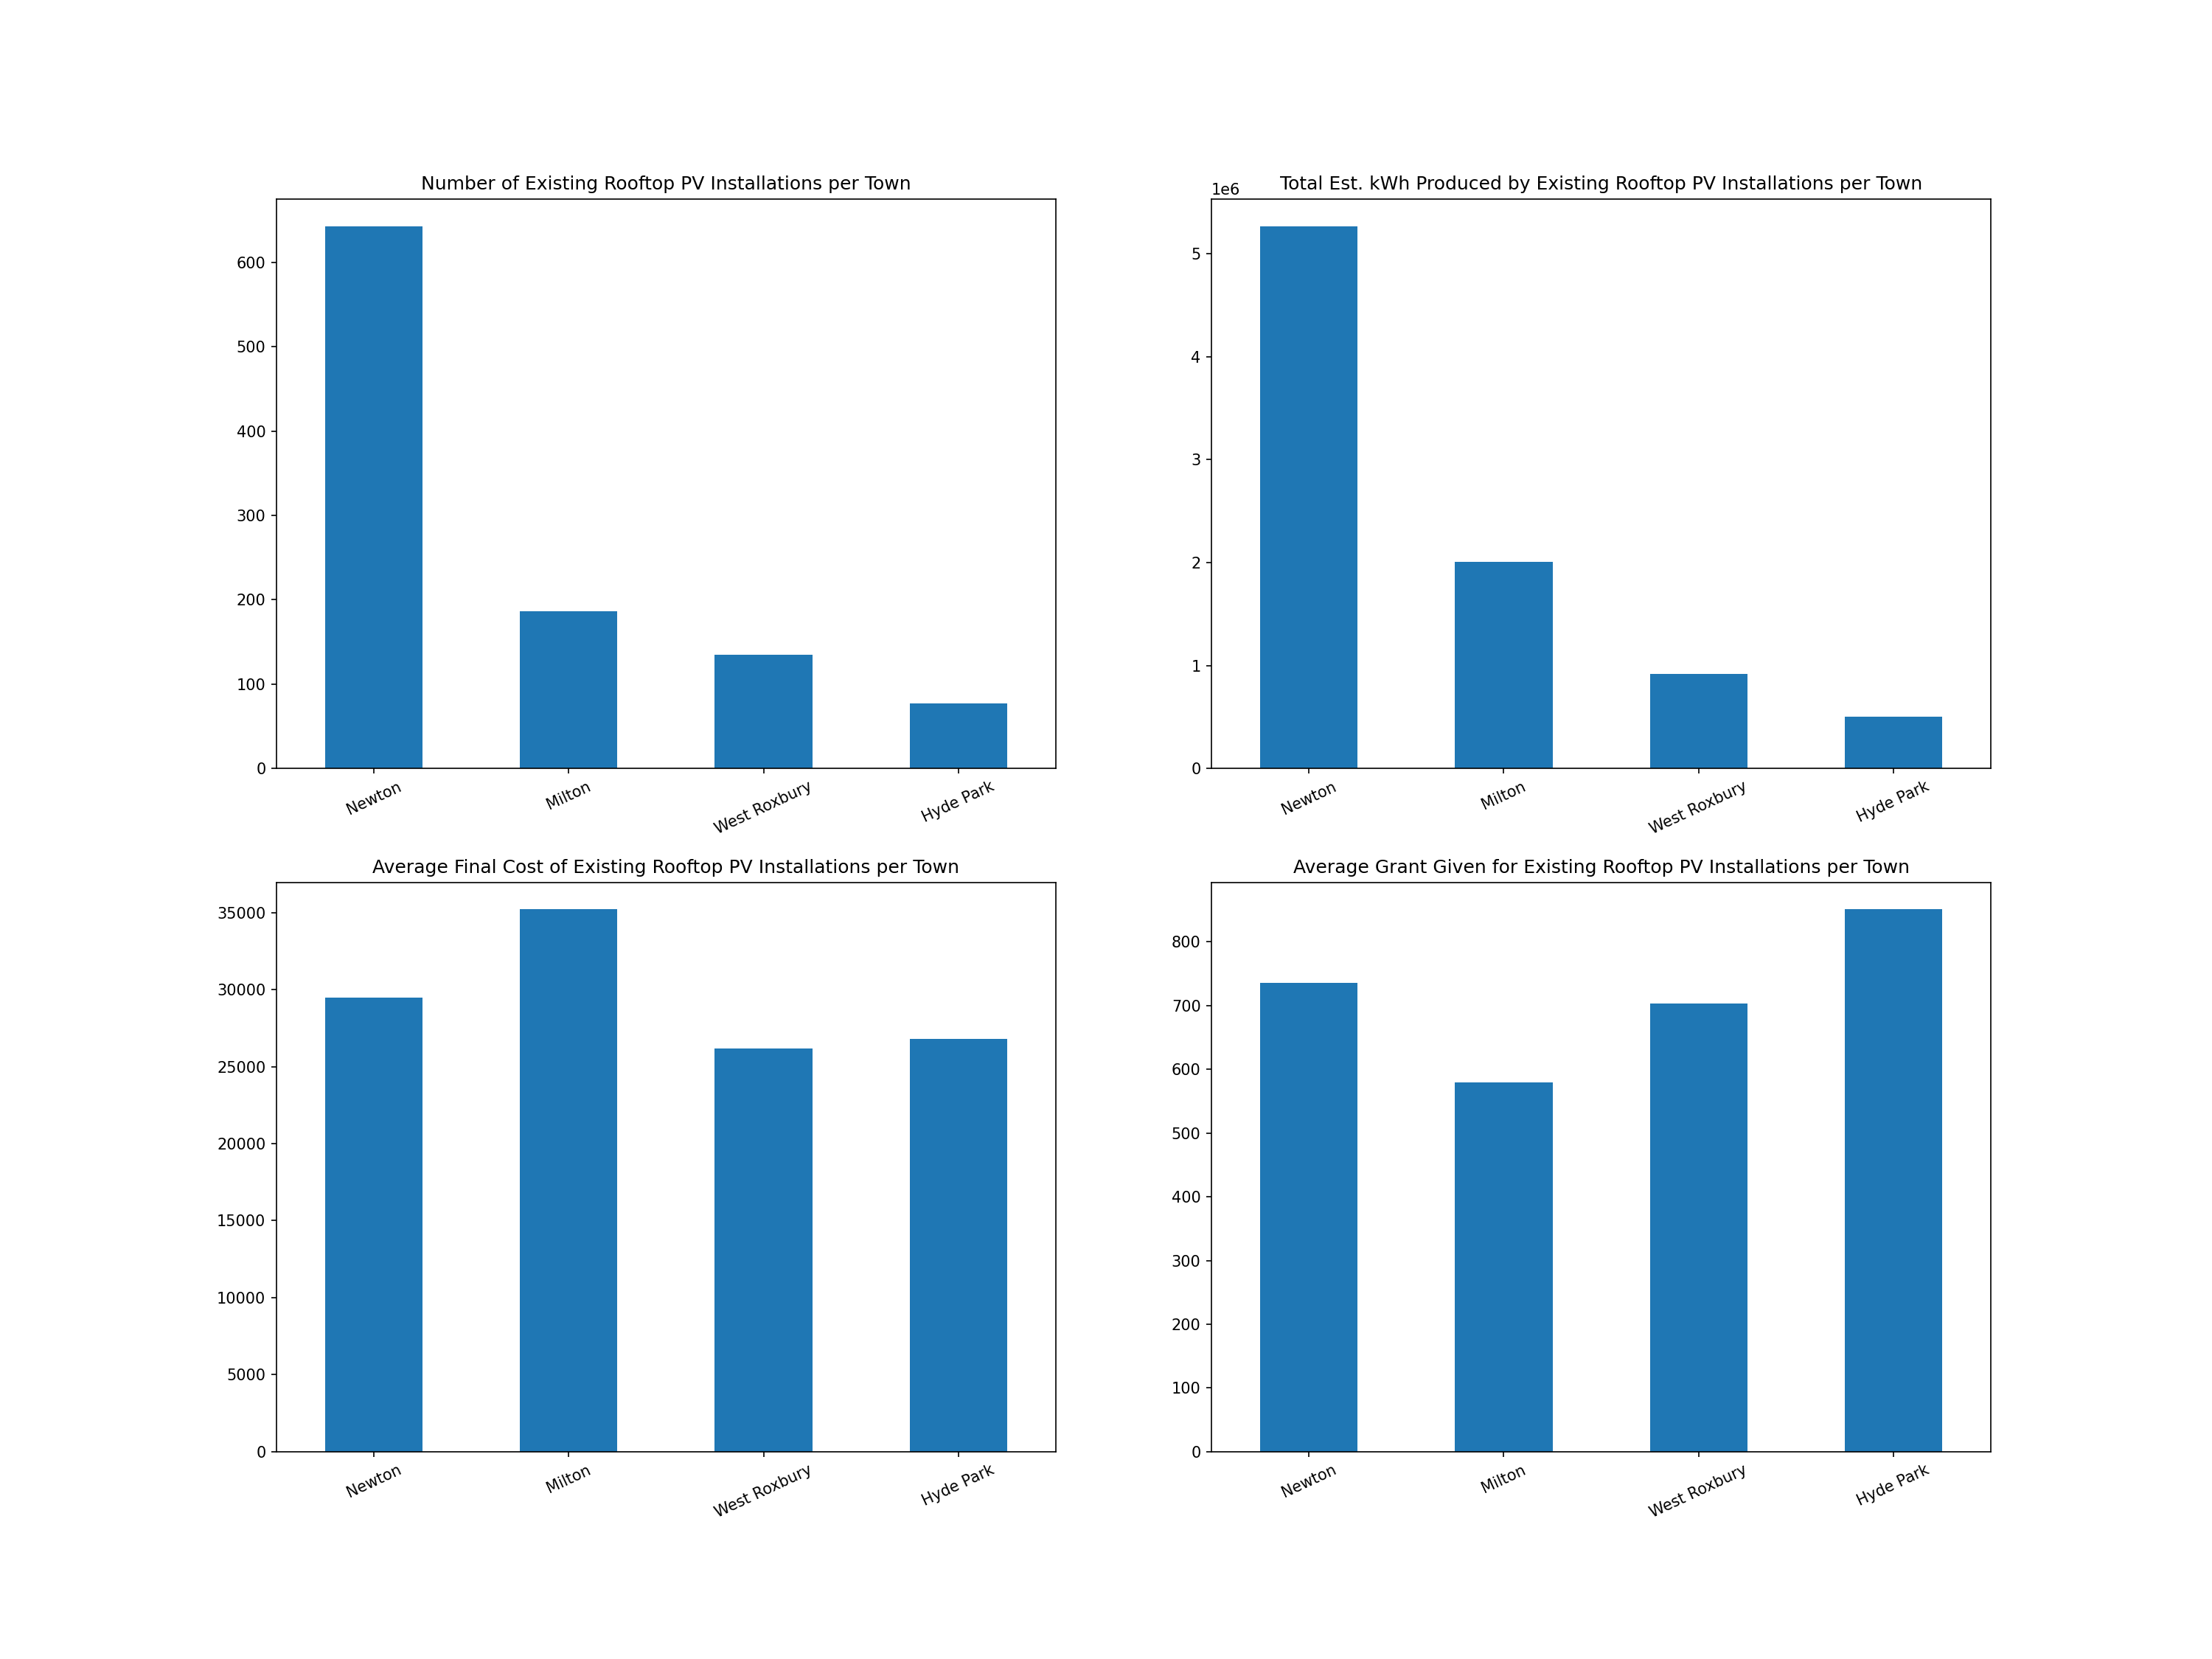 Number of Existing Rooftop PV Installations per Town
600
500
400
300
200
100
0
Newton
Milton
West Roxbury
Hyde Park
Total Est. kWh Produced by Existing Rooftop PV Installations per Town
1e6
5
4
3
2
1
0
Newton
Milton
West Roxbury
Hyde Park
Average Final Cost of Existing Rooftop PV Installations per Town
35000
30000
25000
20000
15000
10000
5000
0
Newton
Milton
West Roxbury
Hyde Park
Average Grant Given for Existing Rooftop PV Installations per Town
800
700
600
500
400
300
200
100
0
Newton
Milton
West Roxbury
Hyde Park